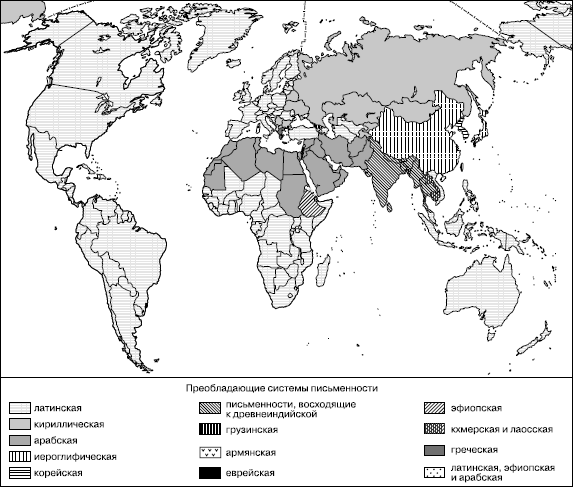 Преобладающие системы письменности
латинская
кириллическая
арабская
иероглифическая
корейская
письменности, восходящие
к древнеиндийской
грузинская
армянская
еврейская
эфиопская
кхмерская и лаосская
греческая
латинская, эфиопская
и арабская